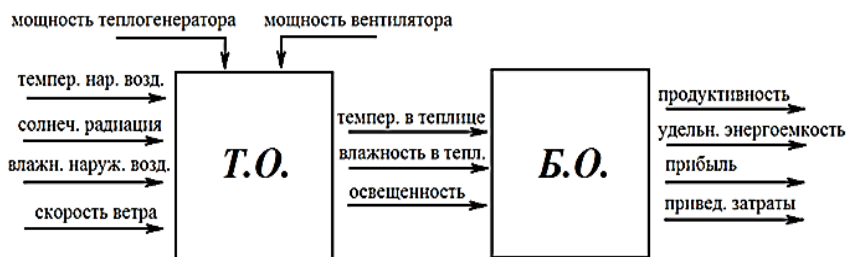 мощность теплогенератора
мощность вентилятора
темпер. нар. возд.
солнеч. радиация
влажн. наруж. возд.
скорость ветра
Т.О.
темпер. в теплице
влажность в тепл.
освещенность
Б.О.
продуктивность
удельн. энергоемкость
прибыль
привед. затраты